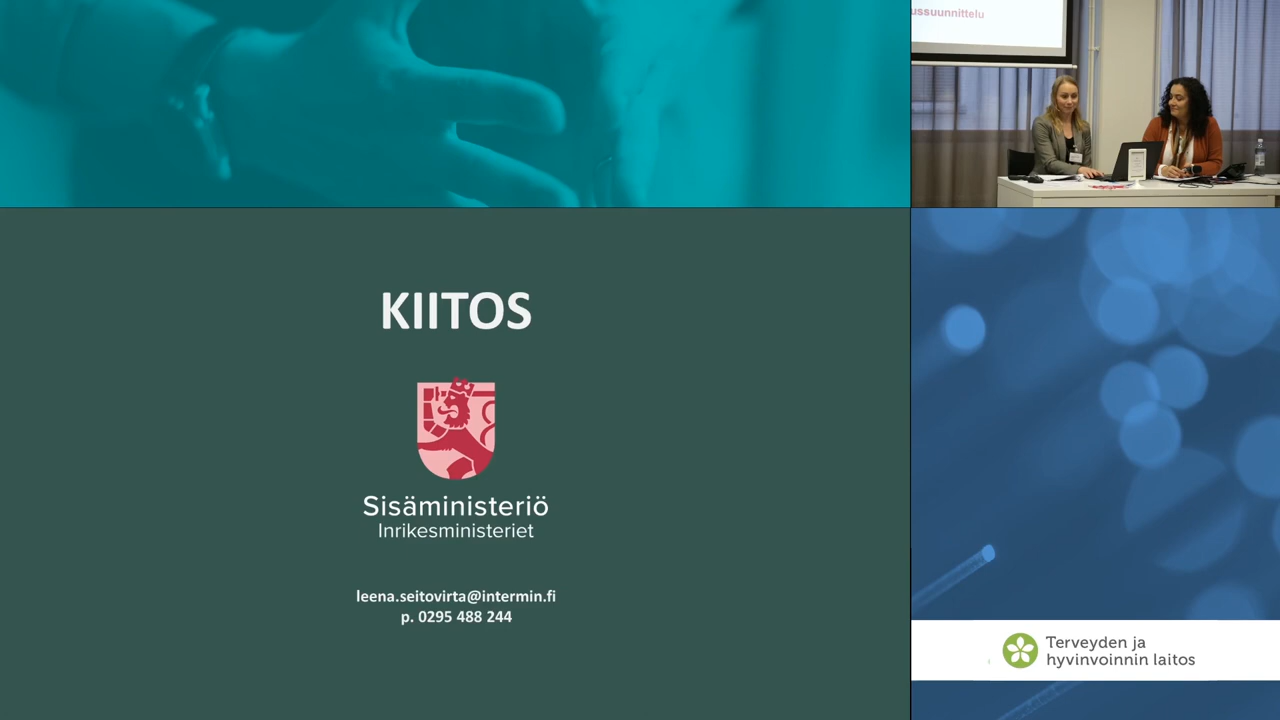 KIITOS
Sisäministeriö
Inrikesministeriet
leena.seitovirta@intermin.fi
p. 0295 488 244
ussuunnittelu
Terveyden ja
hyvinvoinnin laitos